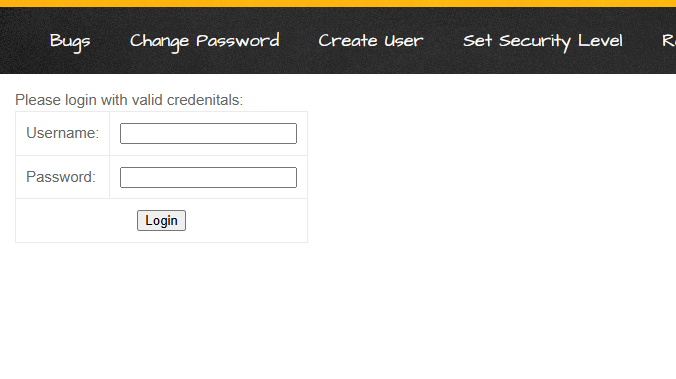 Bugs Change Password Create User Set Security Level
Please login with valid credenitals:
Username:
Password:
Login